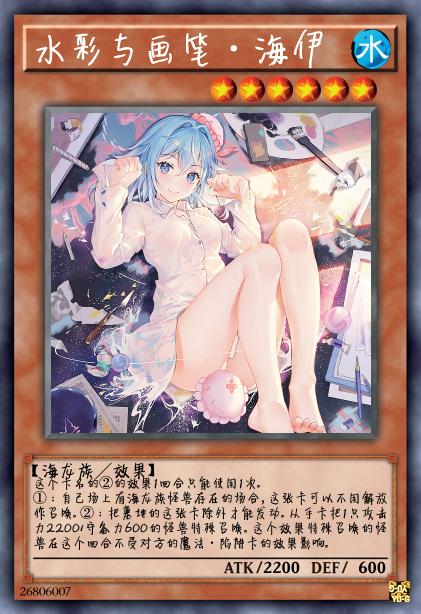 水彩与画笔·海伊
水
【海龙族/效果】
这个卡名的②的效果1回合只能使用1次。
①：自己场上有海龙族怪兽存在的场合，这张卡可以不用解放
作召唤。②：把墓地的这张卡除外才能发动。从手卡把1只攻击
力2200/守备力600的怪兽特殊召唤。这个效果特殊召唤的怪
兽在这个回合不受对方的魔法·陷阱卡的效果影响。
ATK/2200 DEF/ 600
26806007